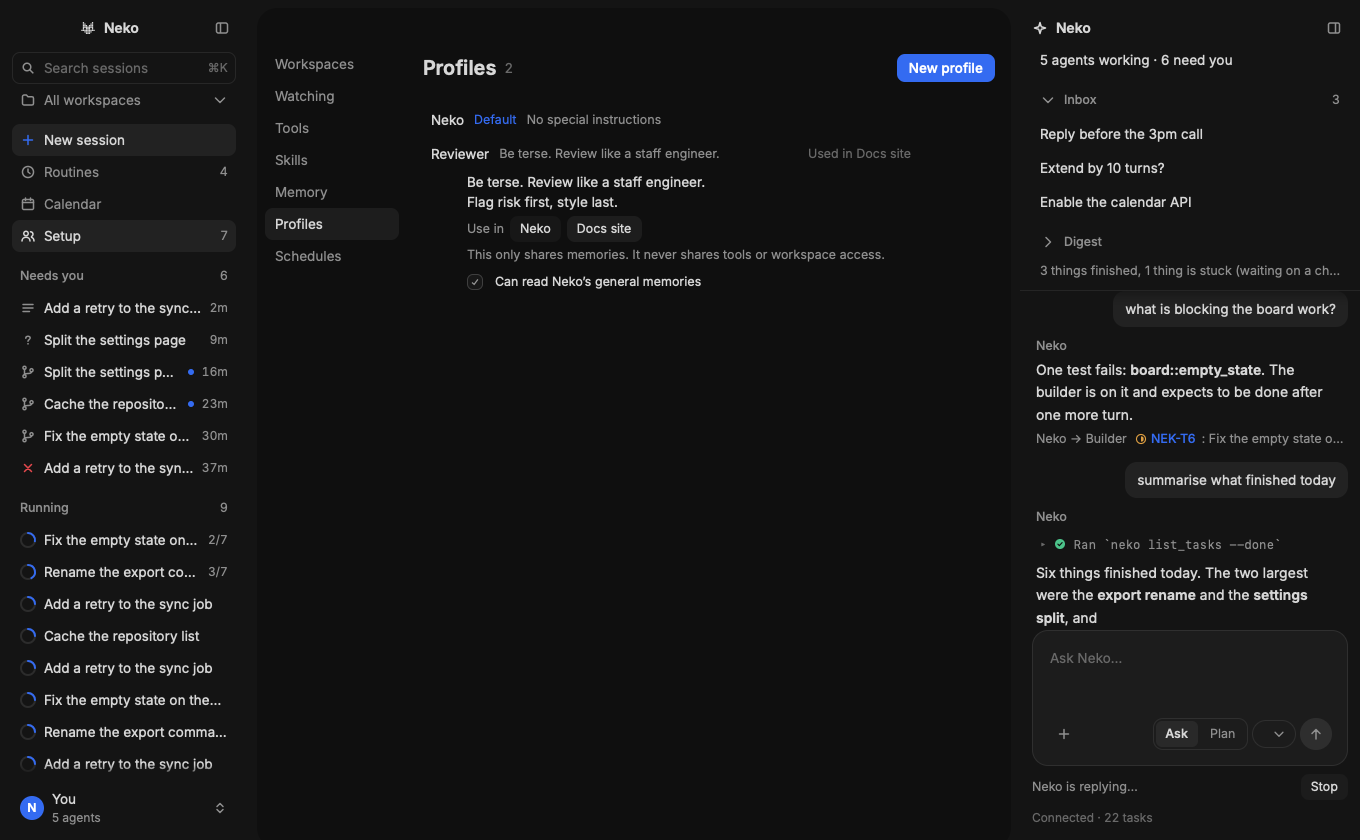 Neko
Search sessions ⌘K
All workspaces
New session
Routines 4
Calendar
Setup 7
Needs you 6
Add a retry to the sync... 2m
? Split the settings page 9m
Split the settings p... 16m
Cache the reposito... 23m
Fix the empty state o... 30m
Add a retry to the syn... 37m
Running 9
Fix the empty state on... 2/7
Rename the export co... 3/7
Add a retry to the sync job
Cache the repository list
Add a retry to the sync job
Fix the empty state on the...
Rename the export comma...
Add a retry to the sync job
N You
5 agents
Workspaces
Watching
Tools
Skills
Memory
Profiles
Schedules
Profiles 2
New profile
Neko Default No special instructions
Reviewer Be terse. Review like a staff engineer. Used in Docs site
Be terse. Review like a staff engineer.
Flag risk first, style last.
Use in Neko Docs site
This only shares memories. It never shares tools or workspace access.
Can read Neko’s general memories
Neko
5 agents working · 6 need you
Inbox 3
Reply before the 3pm call
Extend by 10 turns?
Enable the calendar API
Digest
3 things finished, 1 thing is stuck (waiting on a ch...
what is blocking the board work?
Neko
One test fails: board::empty_state. The
builder is on it and expects to be done after
one more turn.
Neko → Builder NEK-T6 : Fix the empty state o...
summarise what finished today
Neko
Ran `neko list_tasks --done`
Six things finished today. The two largest
were the export rename and the settings
split, and
Ask Neko...
Ask Plan
Neko is replying... Stop
Connected · 22 tasks